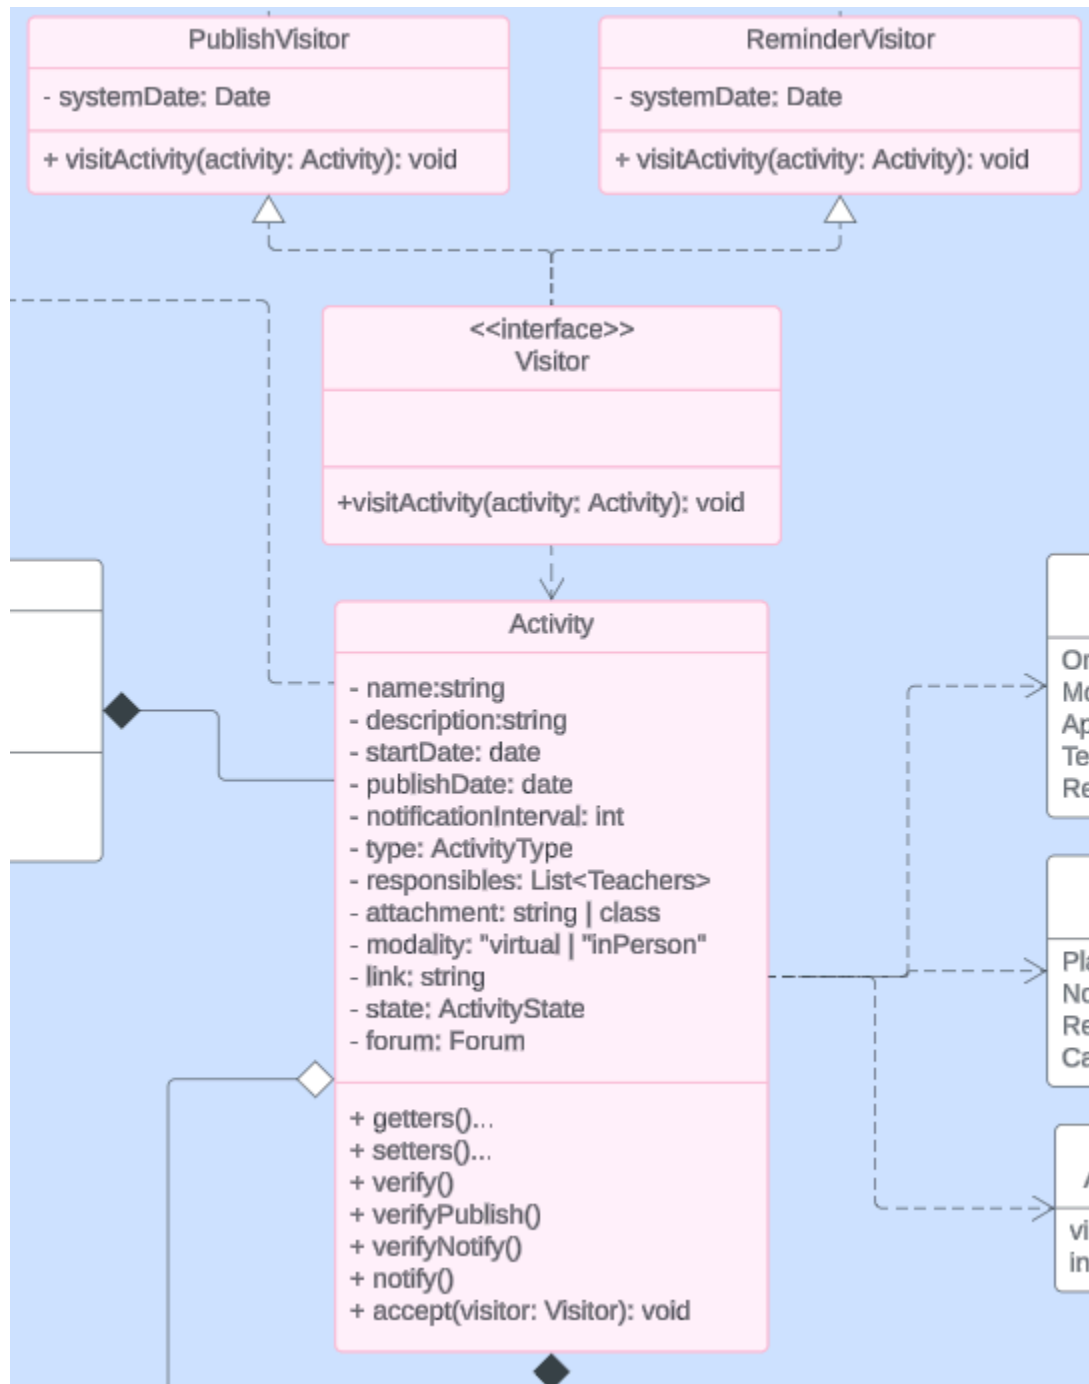 PublishVisitor
- systemDate: Date
+ visitActivity(activity: Activity): void
ReminderVisitor
- systemDate: Date
+ visitActivity(activity: Activity): void
<<interface>>
Visitor
+visitActivity(activity: Activity): void
Activity
- name:string
- description:string
- startDate: date
- publishDate: date
- notificationInterval: int
- type: ActivityType
- responsibles: List<Teachers>
- attachment: string | class
- modality: "virtual | "inPerson"
- link: string
- state: ActivityState
- forum: Forum
+ getters()...
+ setters()...
+ verify()
+ verifyPublish()
+ verifyNotify()
+ notify()
+ accept(visitor: Visitor): void